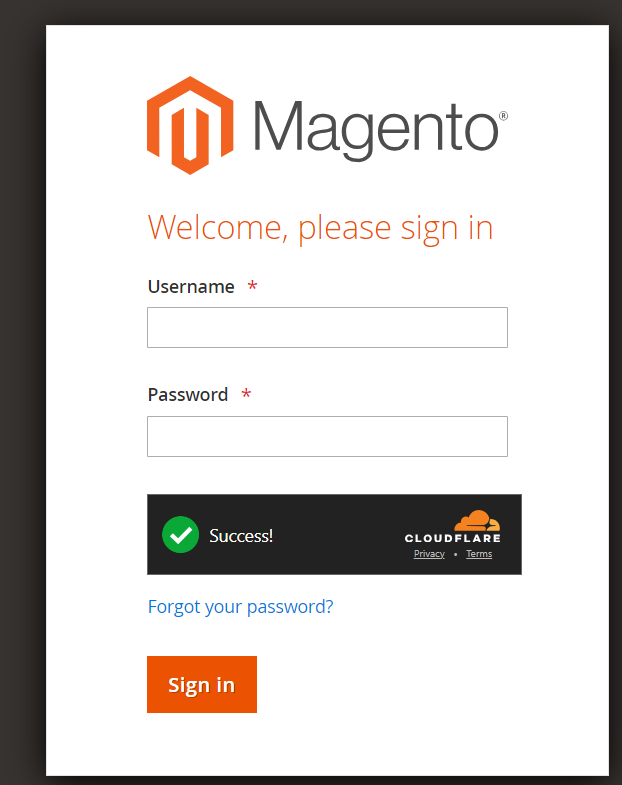 Magento®
Welcome, please sign in
Username *
Password *
Success!
CLOUDFLARE
Privacy • Terms
Forgot your password?
Sign in